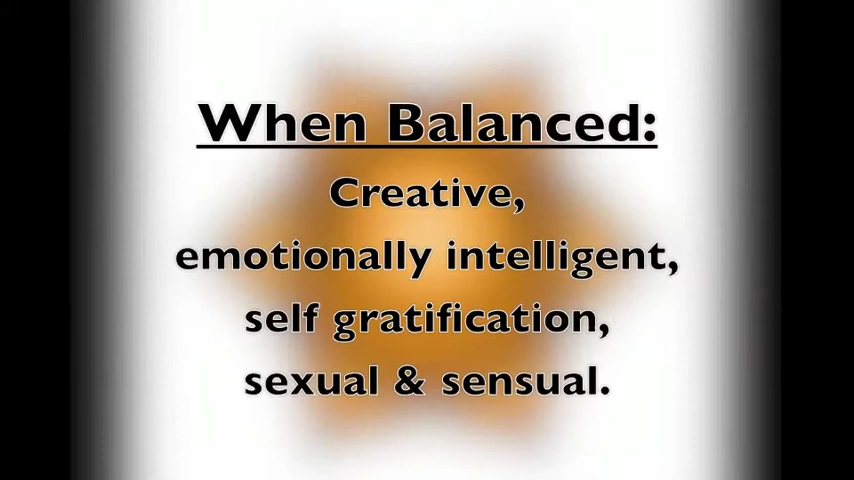 When Balanced:
Creative,
emotionally intelligent,
self gratification,
sexual & sensual.